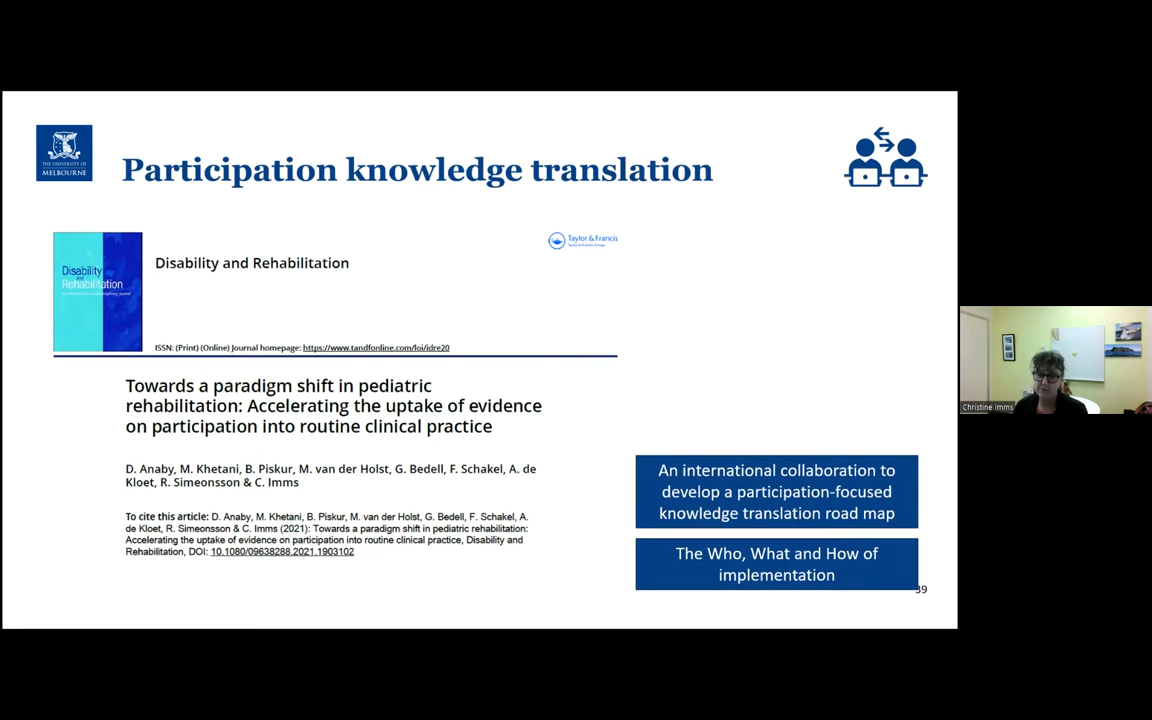 THE UNIVERSITY OF
MELBOURNE
Participation knowledge translation
Disability and
Rehabilitation
Disability and Rehabilitation
Taylor & Francis
Taylor & Francis Group
ISSN: (Print) (Online) Journal homepage: https://www.tandfonline.com/loi/idre20
Towards a paradigm shift in pediatric
rehabilitation: Accelerating the uptake of evidence
on participation into routine clinical practice
D. Anaby, M. Khetani, B. Piskur, M. van der Holst, G. Bedell, F. Schakel, A. de
Kloet, R. Simeonsson & C. Imms
To cite this article: D. Anaby, M. Khetani, B. Piskur, M. van der Holst, G. Bedell, F. Schakel, A.
de Kloet, R. Simeonsson & C. Imms (2021): Towards a paradigm shift in pediatric rehabilitation:
Accelerating the uptake of evidence on participation into routine clinical practice, Disability and
Rehabilitation, DOI: 10.1080/09638288.2021.1903102
An international collaboration to
develop a participation-focused
knowledge translation road map
The Who, What and How of
implementation
39
Christine Imms